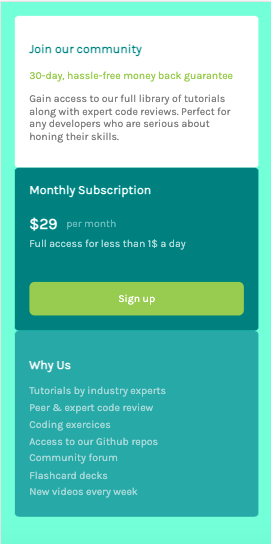 Join our community
30-day, hassle-free money back guarantee
Gain access to our full library of tutorials
along with expert code reviews. Perfect for
any developers who are serious about
honing their skills.
Monthly Subscription
$29 per month
Full access for less than 1$ a day
Sign up
Why Us
Tutorials by industry experts
Peer & expert code review
Coding exercices
Access to our Github repos
Community forum
Flashcard decks
New videos every week